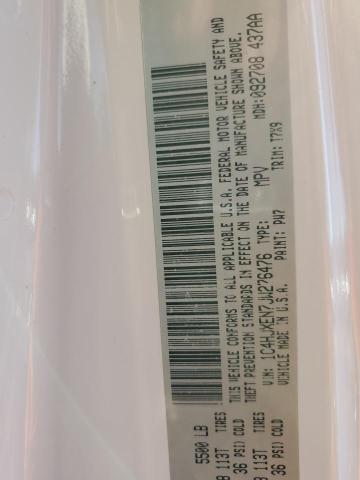 5500 LB
B 113T TIRES
36 PSI) COLD
B 113T TIRES
36 PSI) COLD
THIS VEHICLE CONFORMS TO ALL APPLICABLE U.S.A. FEDERAL MOTOR VEHICLE SAFETY AND
THEFT PREVENTION STANDARDS IN EFFECT ON THE DATE OF MANUFACTURE SHOWN ABOVE.
VIN: 1C4HJXEN7JW276476 TYPE: MPV MDH: 092708 437AA
VEHICLE MADE IN U.S.A. PAINT: PW7 TRIM: T7X9